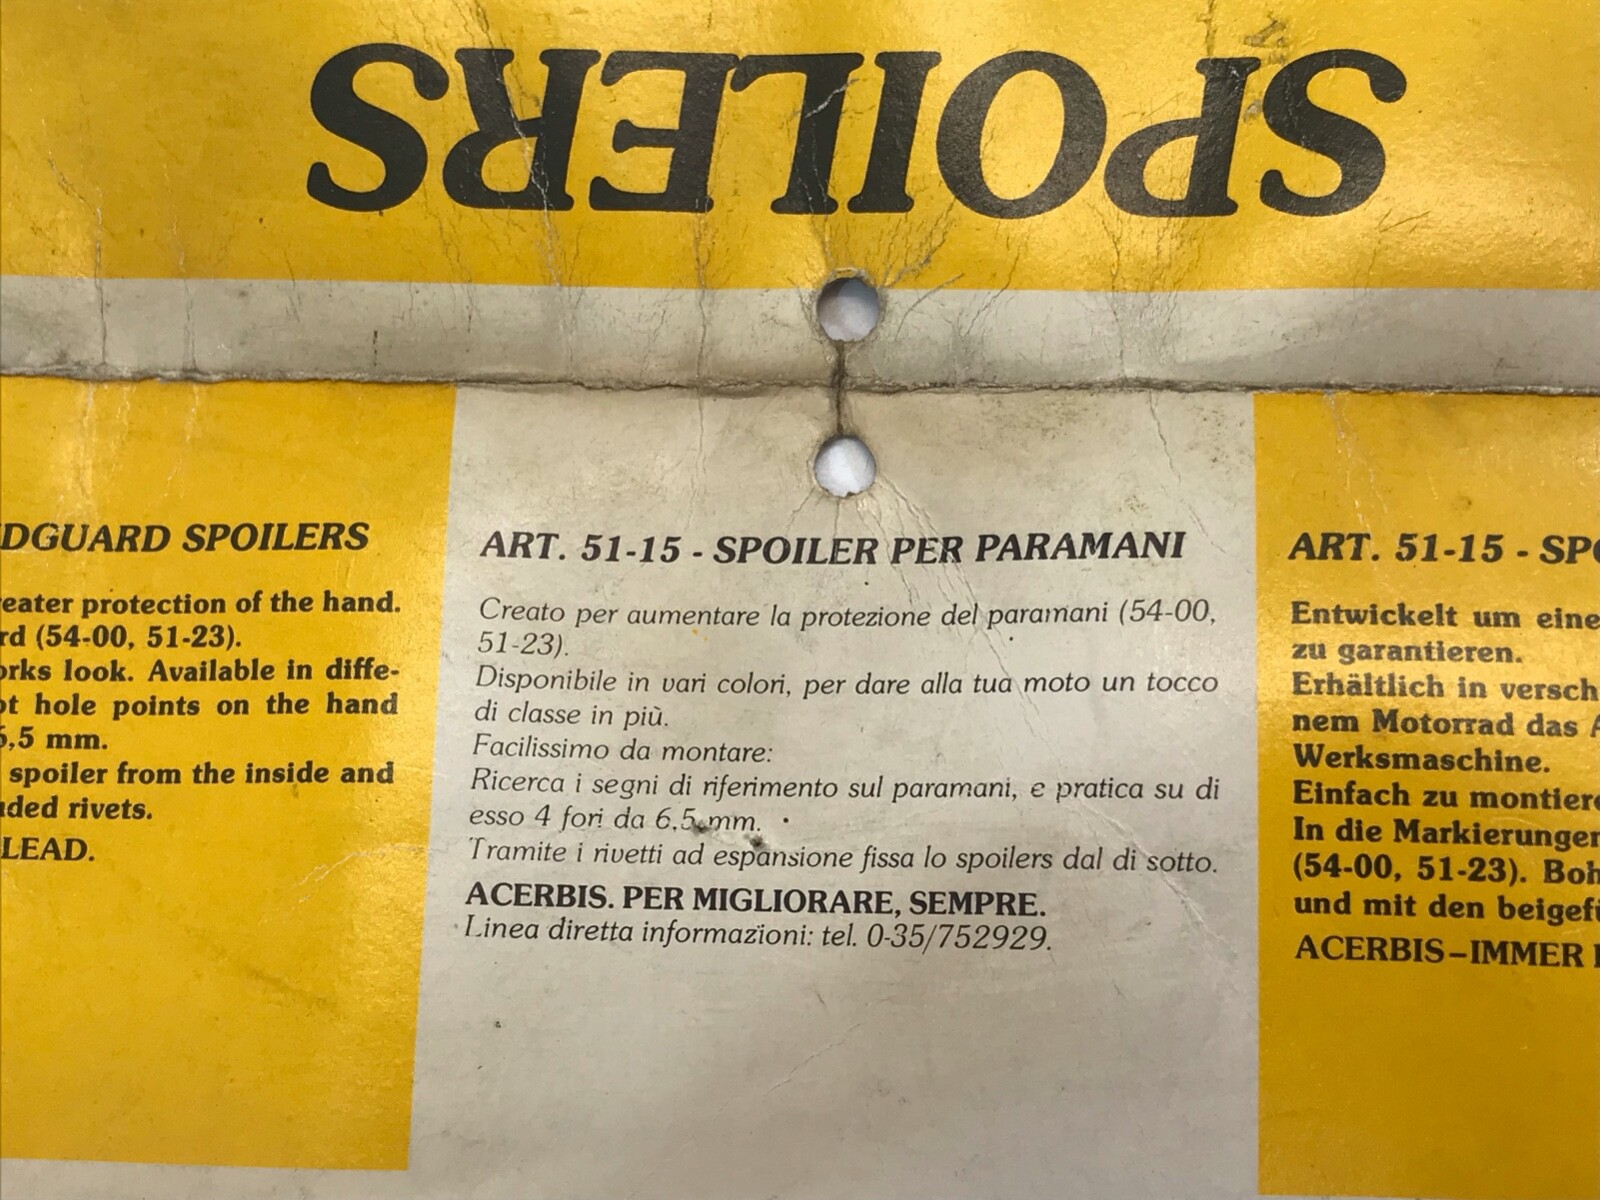 SPOILERS
DGUARD SPOILERS
reater protection of the hand.
rd (54-00, 51-23).
orks look. Available in diffe-
ot hole points on the hand
6,5 mm.
spoiler from the inside and
ded rivets.
LEAD.
ART. 51-15 - SPOILER PER PARAMANI
Creato per aumentare la protezione del paramani (54-00,
51-23).
Disponibile in vari colori, per dare alla tua moto un tocco
di classe in più.
Facilissimo da montare:
Ricerca i segni di riferimento sul paramani, e pratica su di
esso 4 fori da 6,5 mm.
Tramite i rivetti ad espansione fissa lo spoilers dal di sotto.
ACERBIS. PER MIGLIORARE, SEMPRE.
Linea diretta informazioni: tel. 0-35/752929.
ART. 51-15 - SPO
Entwickelt um eine
zu garantieren.
Erhältlich in versch
nem Motorrad das A
Werksmaschine.
Einfach zu montiere
In die Markierungen
(54-00, 51-23). Boh
und mit den beigefü
ACERBIS–IMMER